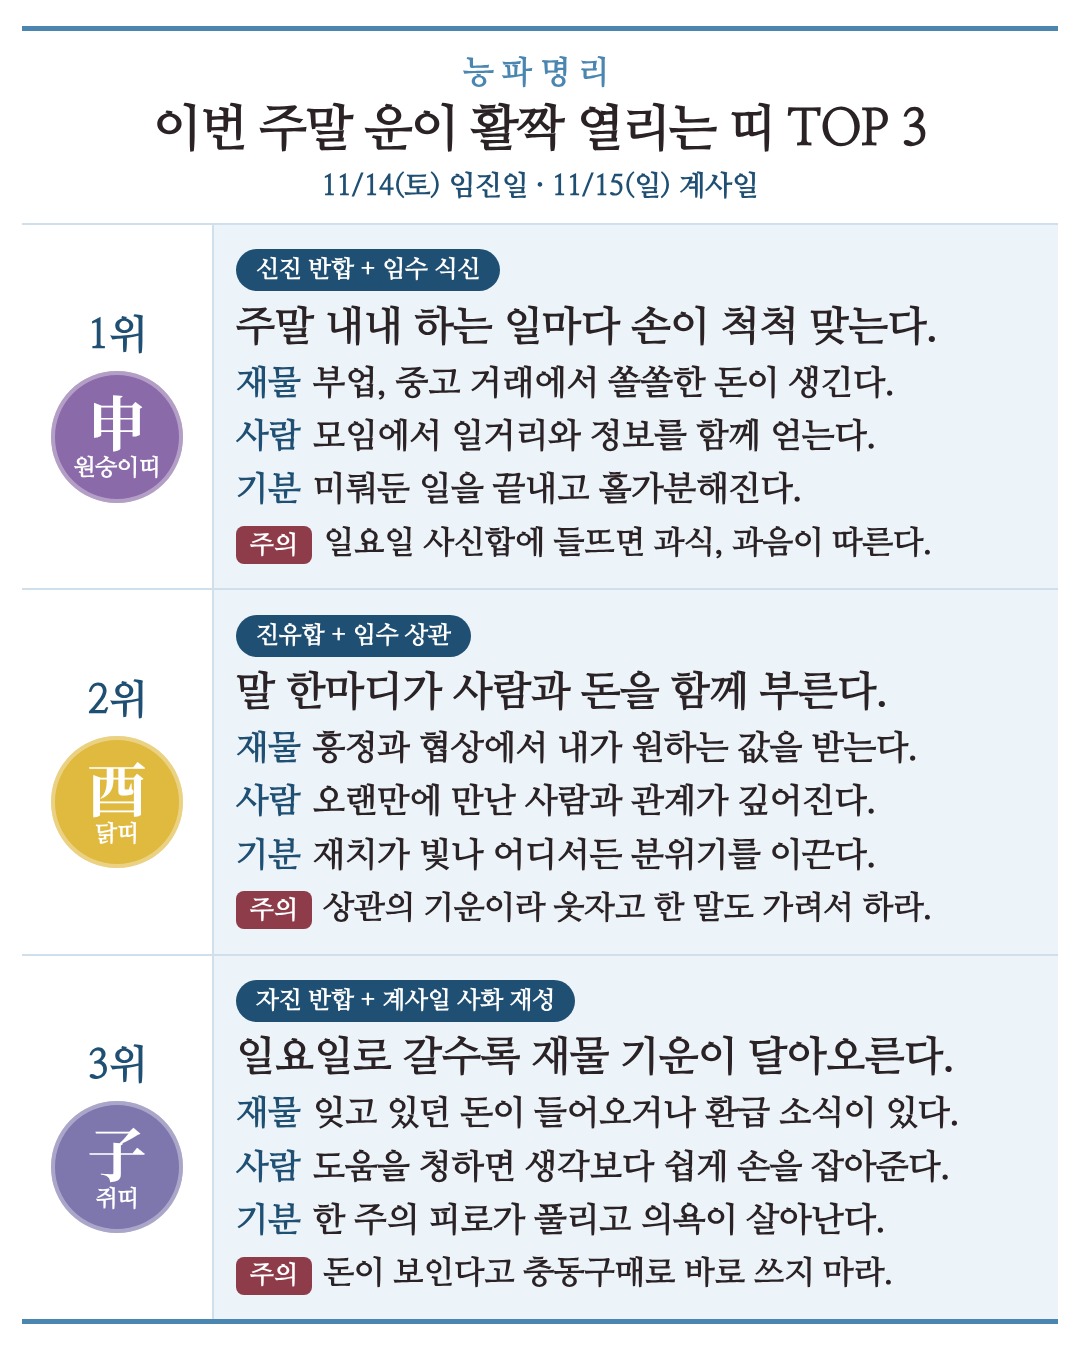 능파명리
이번 주말 운이 활짝 열리는 띠 TOP 3
11/14(토) 임진일 · 11/15(일) 계사일
1위
申
원숭이띠
신진 반합 + 임수 식신
주말 내내 하는 일마다 손이 척척 맞는다.
재물 부업, 중고 거래에서 쏠쏠한 돈이 생긴다.
사람 모임에서 일거리와 정보를 함께 얻는다.
기분 미뤄둔 일을 끝내고 홀가분해진다.
주의 일요일 사신합에 들뜨면 과식, 과음이 따른다.
2위
酉
닭띠
진유합 + 임수 상관
말 한마디가 사람과 돈을 함께 부른다.
재물 흥정과 협상에서 내가 원하는 값을 받는다.
사람 오랜만에 만난 사람과 관계가 깊어진다.
기분 재치가 빛나 어디서든 분위기를 이끈다.
주의 상관의 기운이라 웃자고 한 말도 가려서 하라.
3위
子
쥐띠
자진 반합 + 계사일 사화 재성
일요일로 갈수록 재물 기운이 달아오른다.
재물 잊고 있던 돈이 들어오거나 환급 소식이 있다.
사람 도움을 청하면 생각보다 쉽게 손을 잡아준다.
기분 한 주의 피로가 풀리고 의욕이 살아난다.
주의 돈이 보인다고 충동구매로 바로 쓰지 마라.